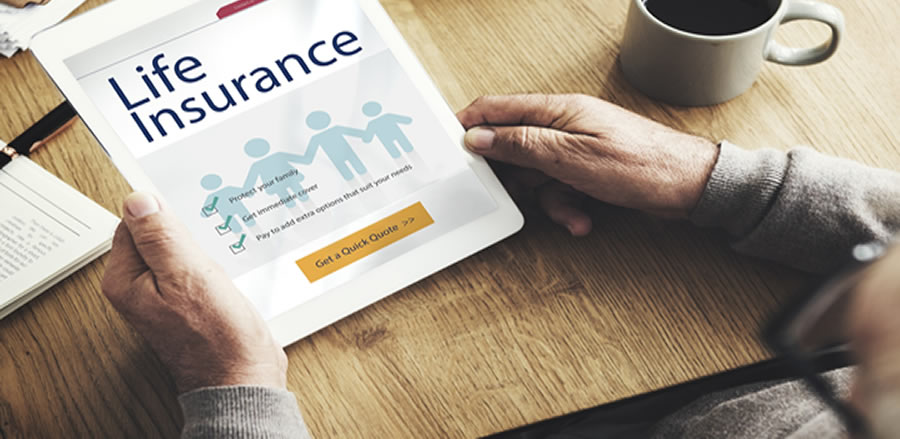 Life
Insurance
Protect your family
Get immediate cover
Pay to add extra options that suit your needs
Get a Quick Quote >>